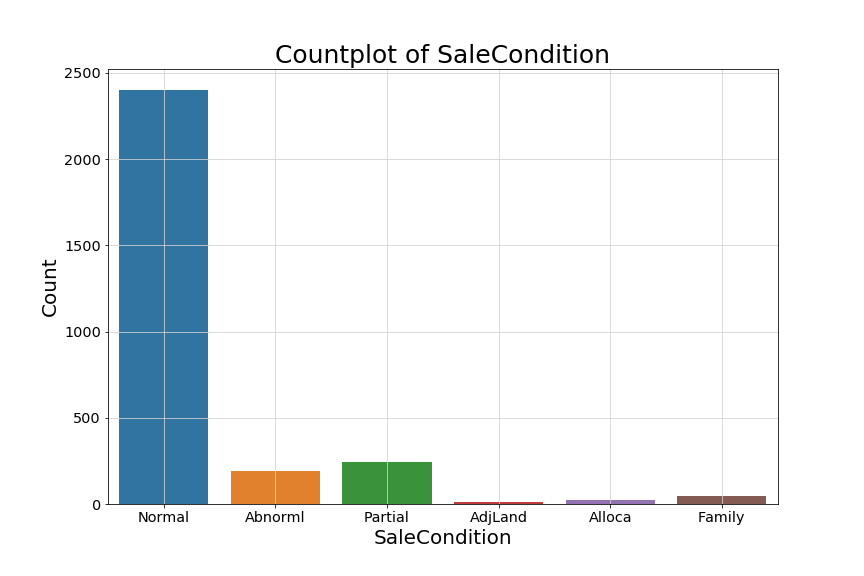 Countplot of SaleCondition
2500
2000
1500
1000
500
0
Count
Normal Abnorml Partial AdjLand Alloca Family
SaleCondition